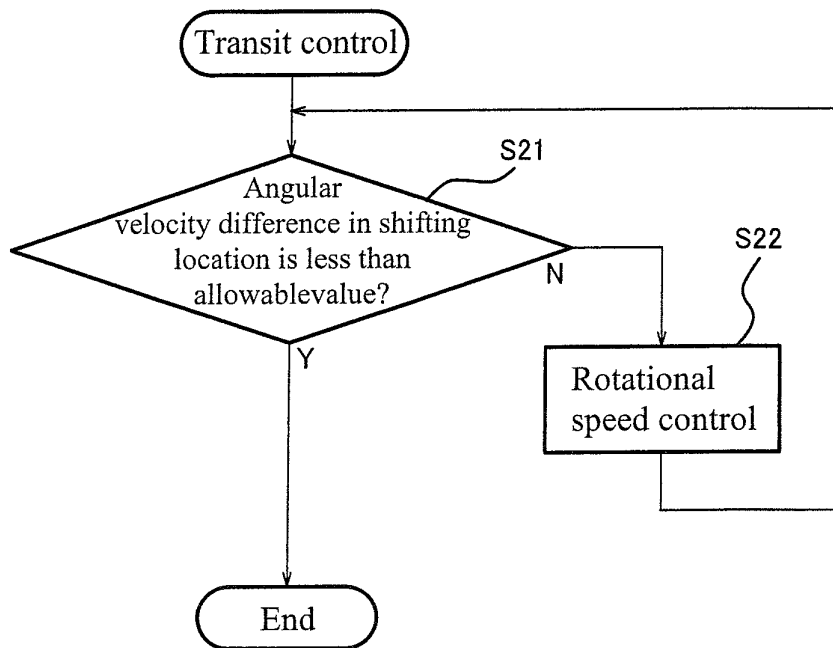 Transit control
S21
Angular
velocity difference in shifting
location is less than
allowablevalue?
N
Y
S22
Rotational
speed control
End